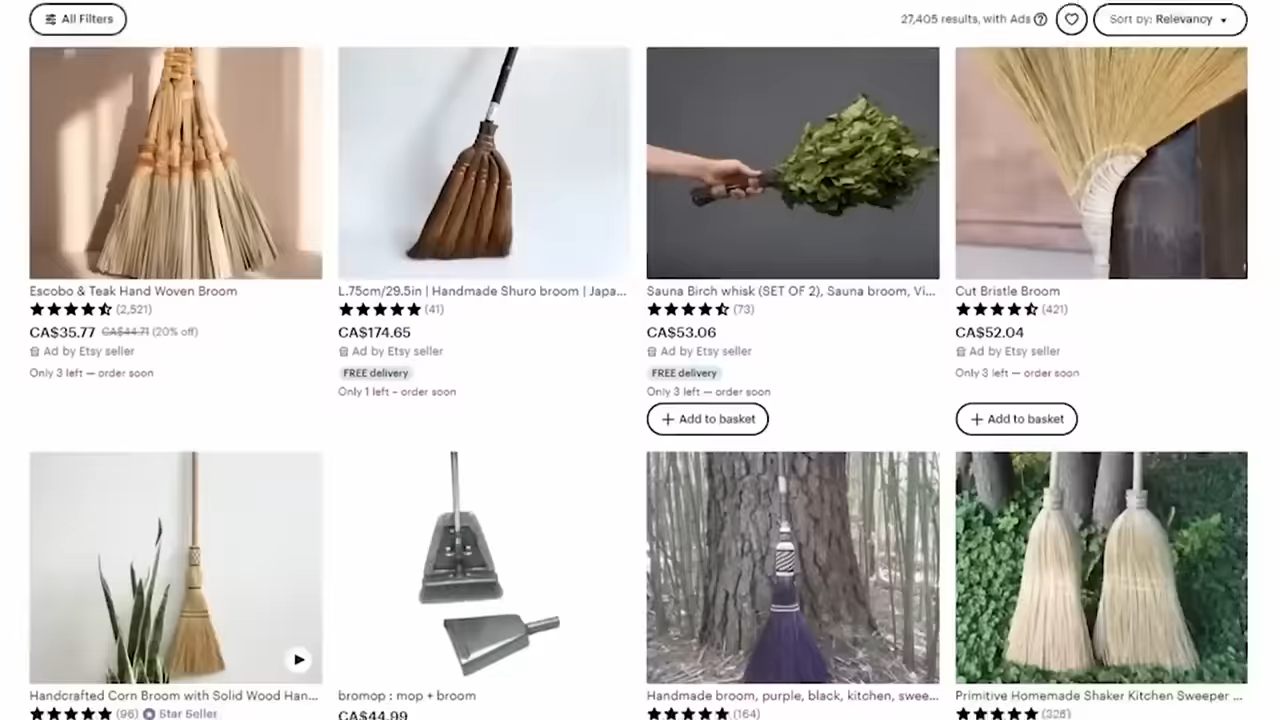 All Filters
27,405 results, with Ads
Sort by: Relevancy
Escobo & Teak Hand Woven Broom
(2,521)
CA$35.77 CA$44.71 (20% off)
Ad by Etsy seller
Only 3 left — order soon
L.75cm/29.5in | Handmade Shuro broom | Japa...
(41)
CA$174.65
Ad by Etsy seller
FREE delivery
Only 1 left – order soon
Sauna Birch whisk (SET OF 2), Sauna broom, Vi...
(73)
CA$53.06
Ad by Etsy seller
FREE delivery
Only 3 left — order soon
+ Add to basket
Cut Bristle Broom
(421)
CA$52.04
Ad by Etsy seller
Only 3 left — order soon
+ Add to basket
Handcrafted Corn Broom with Solid Wood Han...
(96) Star Seller
bromop : mop + broom
CA$44.99
Handmade broom, purple, black, kitchen, swee...
(164)
Primitive Homemade Shaker Kitchen Sweeper ...
(326)